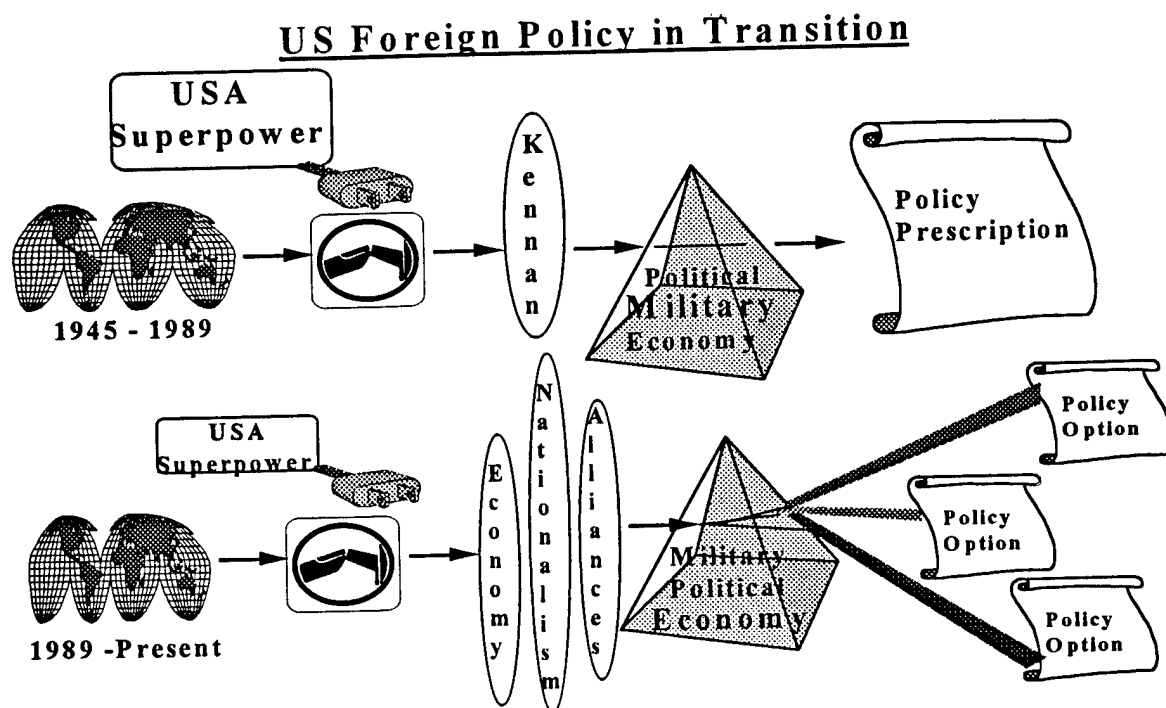 US Foreign Policy in Transition
USA
Superpower
1945 - 1989
Kennan
Political
Military
Economy
Policy
Prescription
USA
Superpower
1989 -Present
Economy
Nationalism
Alliances
Military
Political
Economy
Policy
Option
Policy
Option
Policy
Option